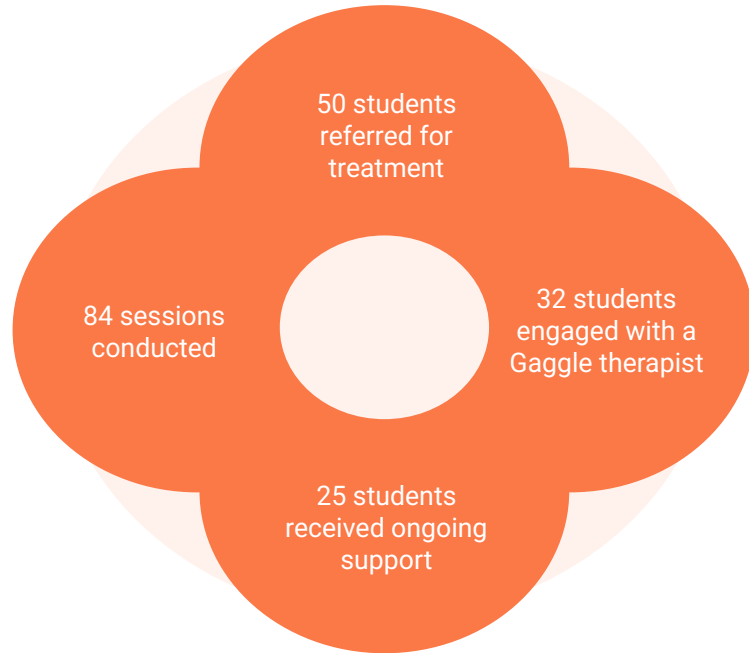 50 students
referred for
treatment
32 students
engaged with a
Gaggle therapist
25 students
received ongoing
support
84 sessions
conducted